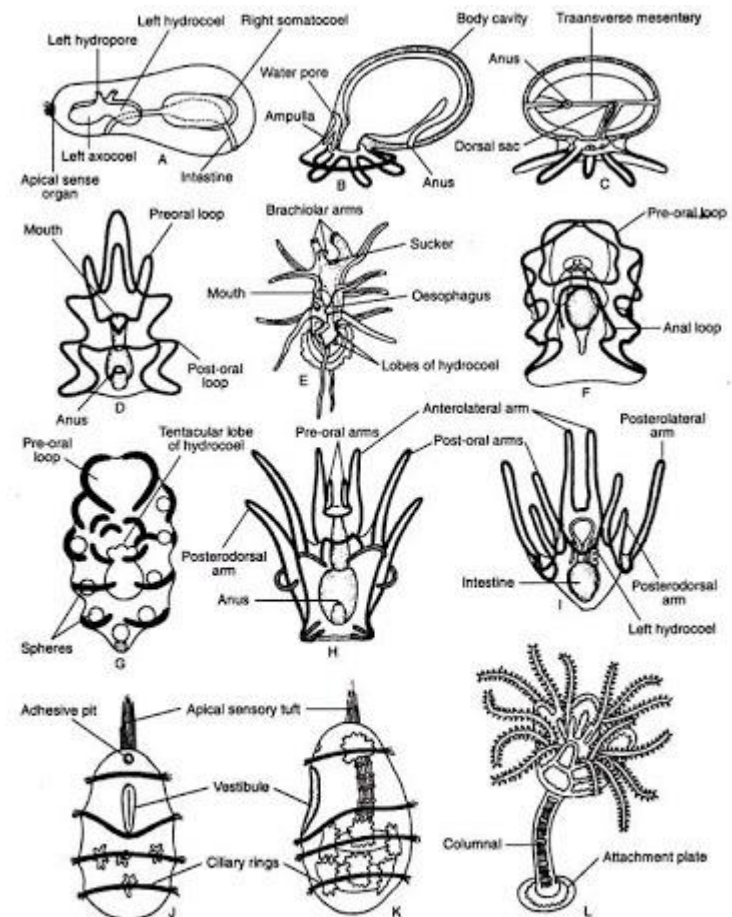 Left hydropore
Left hydrocoel
Right somatocoel
Left axocoel
Apical sense
organ
Intestine
A
Body cavity
Water pore
Ampulla
Anus
B
Traansverse mesentery
Anus
Dorsal sac
C
Mouth
Preoral loop
Post-oral
loop
Anus
D
Brachiolar arms
Sucker
Mouth
Oesophagus
Lobes of hydrocoel
E
Pre-oral loop
Anal loop
F
Pre-oral
loop
Tentacular lobe
of hydrocoel
Spheres
G
Pre-oral arms
Anterolateral arm
Post-oral arms
Posterodorsal
arm
Anus
H
Posterolateral
arm
Intestine
Posterodorsal
arm
Left hydrocoel
I
Adhesive pit
Apical sensory tuft
Vestibule
Ciliary rings
J
K
Columnal
Attachment plate
L